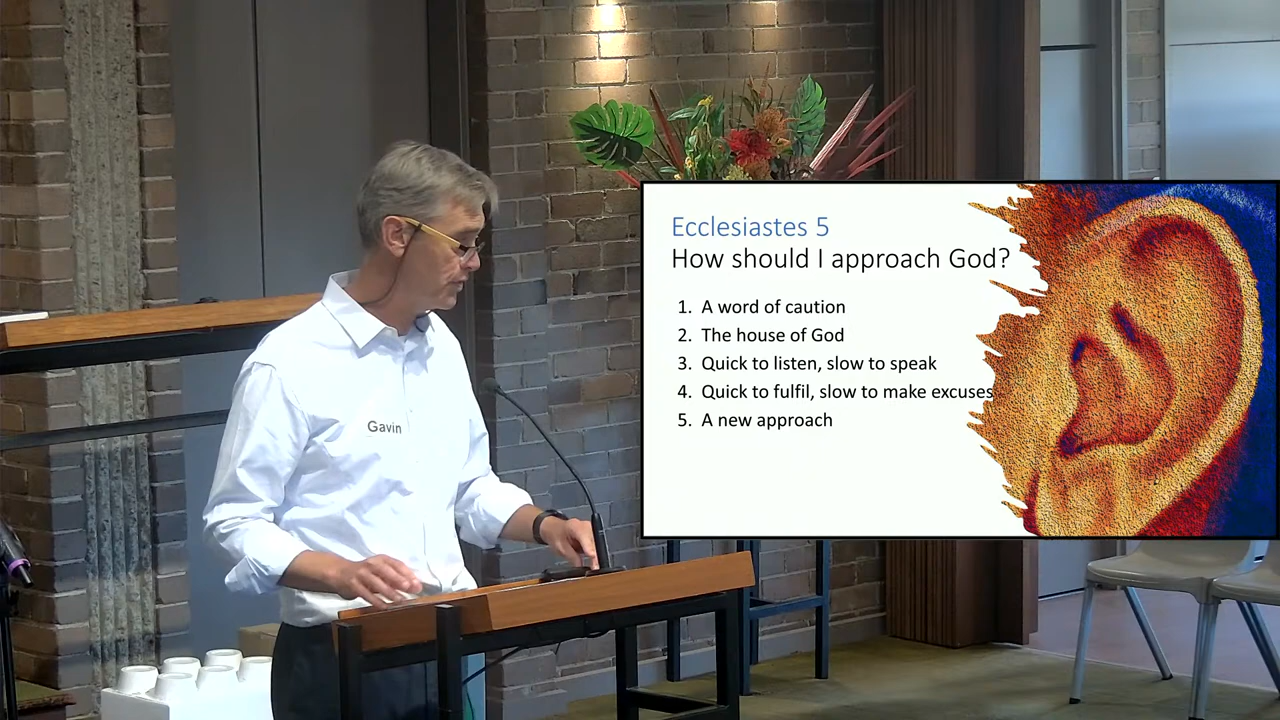 Ecclesiastes 5
How should I approach God?
1. A word of caution
2. The house of God
3. Quick to listen, slow to speak
4. Quick to fulfil, slow to make excuses
5. A new approach
Gavin